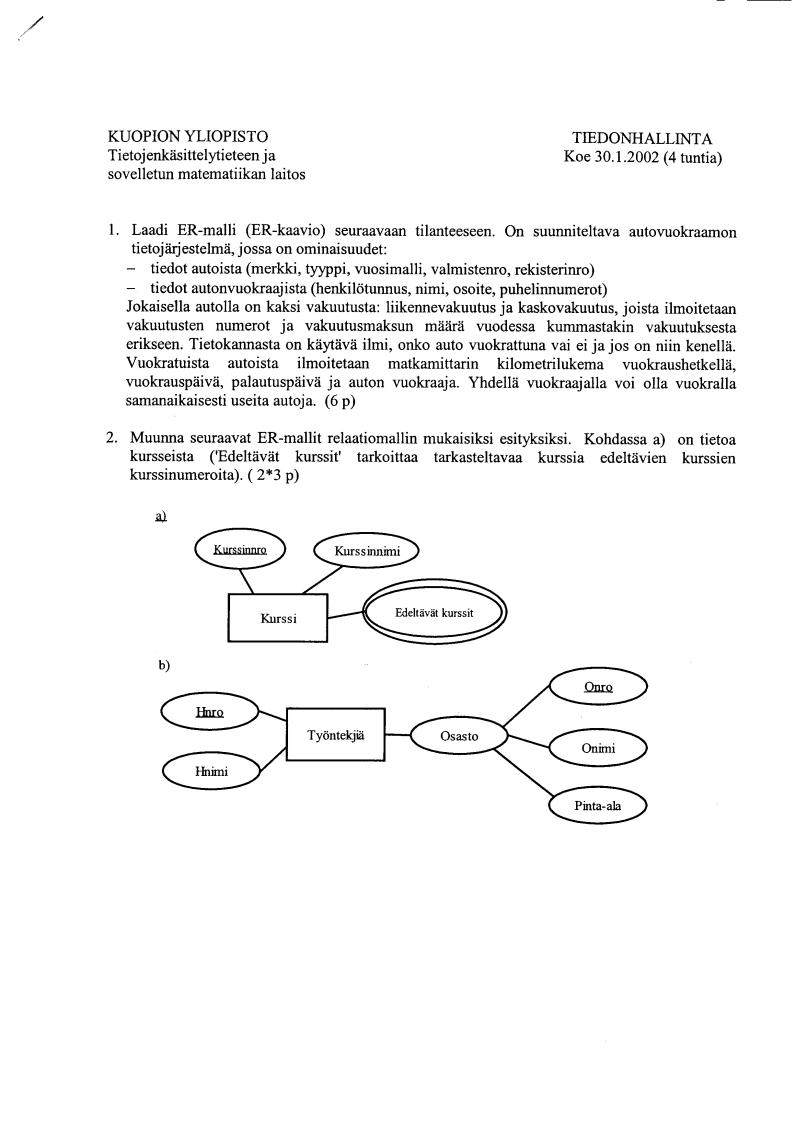 KUOPION YLIOPISTO
Tietojenkäsittelytieteen ja
sovelletun matematiikan laitos
TIEDONHALLINTA
Koe 30.1.2002 (4 tuntia)
1. Laadi ER-malli (ER-kaavio) seuraavaan tilanteeseen. On suunniteltava autovuokraamon
tietojärjestelmä, jossa on ominaisuudet:
– tiedot autoista (merkki, tyyppi, vuosimalli, valmistenro, rekisterinro)
– tiedot autonvuokraajista (henkilötunnus, nimi, osoite, puhelinnumerot)
Jokaisella autolla on kaksi vakuutusta: liikennevakuutus ja kaskovakuutus, joista ilmoitetaan
vakuutusten numerot ja vakuutusmaksun määrä vuodessa kummastakin vakuutuksesta
erikseen. Tietokannasta on käytävä ilmi, onko auto vuokrattuna vai ei ja jos on niin kenellä.
Vuokratuista autoista ilmoitetaan matkamittarin kilometrilukema vuokraushetkellä,
vuokrauspäivä, palautuspäivä ja auton vuokraaja. Yhdellä vuokraajalla voi olla vuokralla
samanaikaisesti useita autoja. (6 p)
2. Muunna seuraavat ER-mallit relaatiomallin mukaisiksi esityksiksi. Kohdassa a) on tietoa
kursseista ('Edeltävät kurssit' tarkoittaa tarkasteltavaa kurssia edeltävien kurssien
kurssinumeroita). ( 2*3 p)
a)
Kurssinnro
Kurssinnimi
Kurssi
Edeltävät kurssit
b)
Hnro
Hnimi
Työntekjiä
Osasto
Onro
Onimi
Pinta-ala